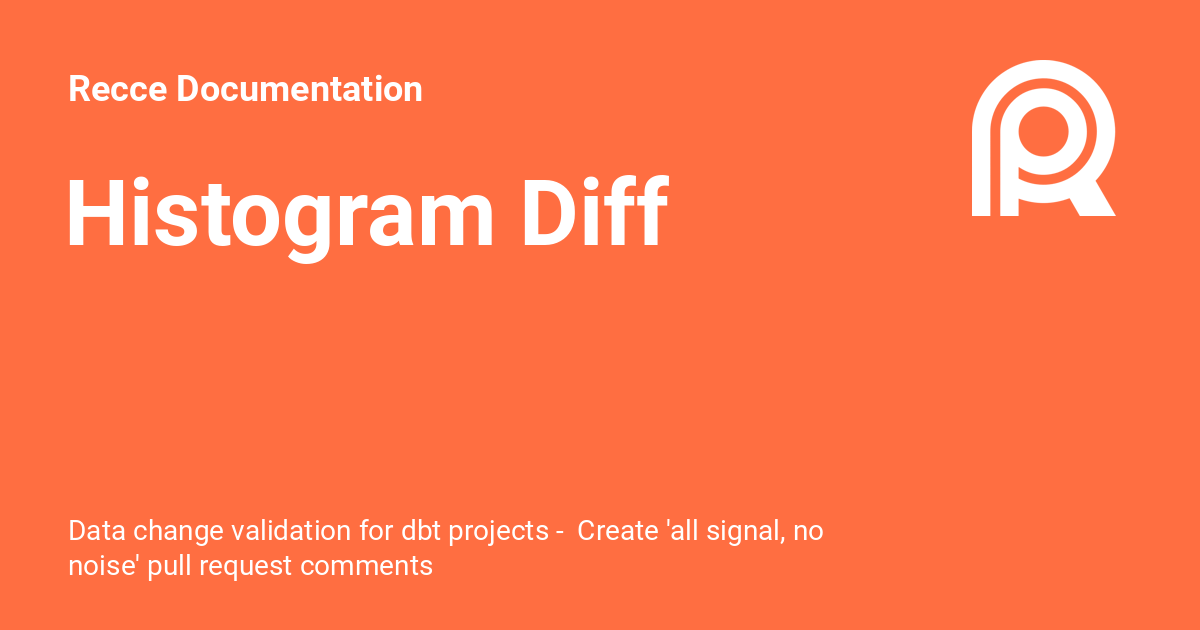 Recce Documentation
Histogram Diff
Data change validation for dbt projects -  Create 'all signal, no
noise' pull request comments